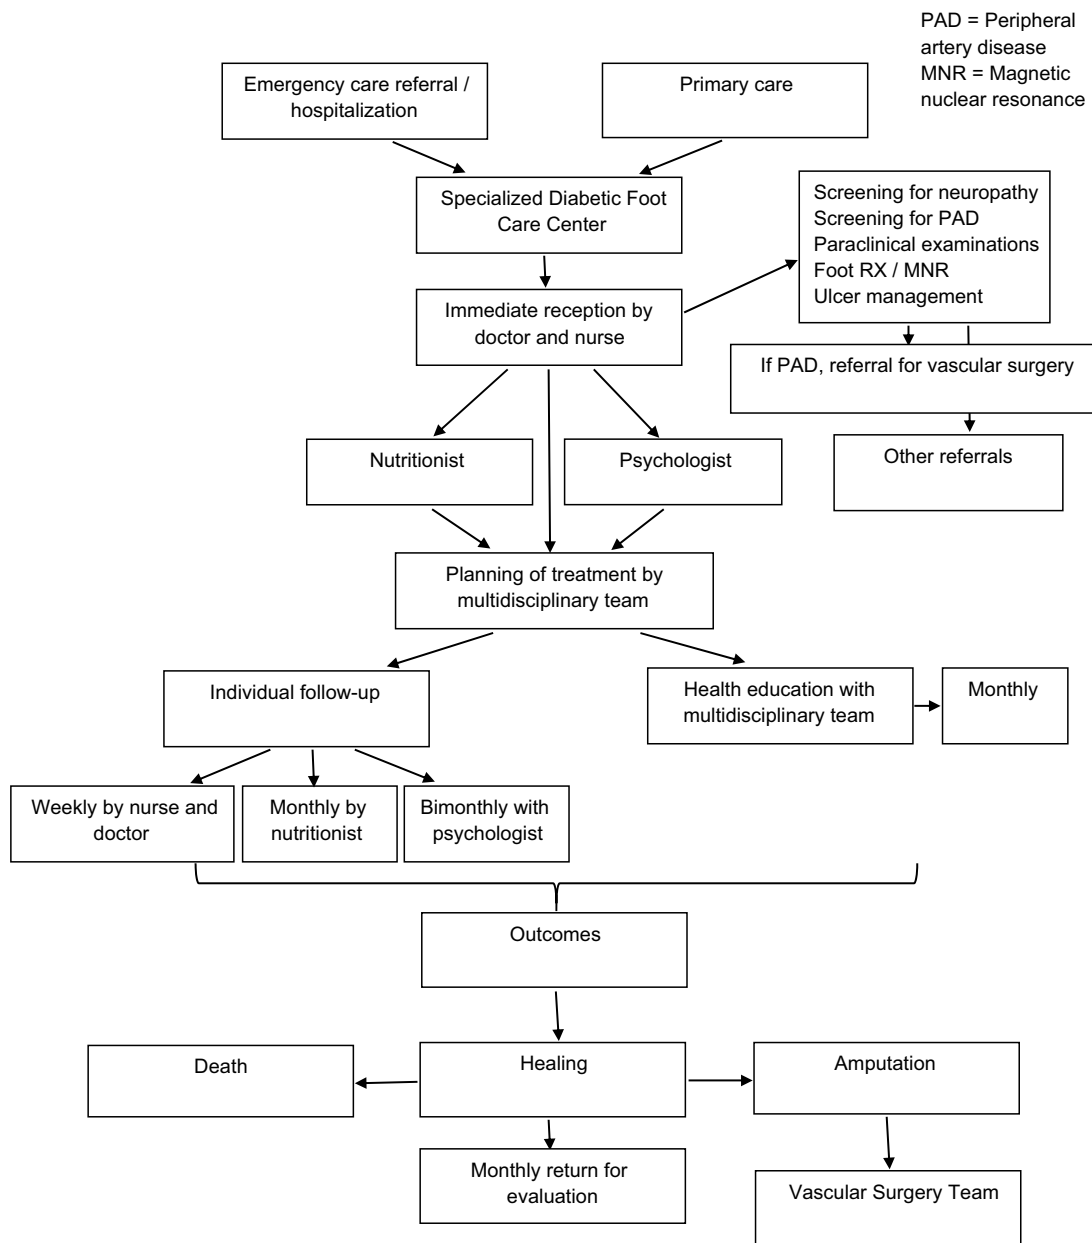 PAD = Peripheral
artery disease
MNR = Magnetic
nuclear resonance
Emergency care referral /
hospitalization
Primary care
Specialized Diabetic Foot
Care Center
Screening for neuropathy
Screening for PAD
Paraclinical examinations
Foot RX / MNR
Ulcer management
Immediate reception by
doctor and nurse
If PAD, referral for vascular surgery
Nutritionist
Psychologist
Other referrals
Planning of treatment by
multidisciplinary team
Individual follow-up
Health education with
multidisciplinary team
Monthly
Weekly by nurse and
doctor
Monthly by
nutritionist
Bimonthly with
psychologist
Outcomes
Death
Healing
Amputation
Monthly return for
evaluation
Vascular Surgery Team